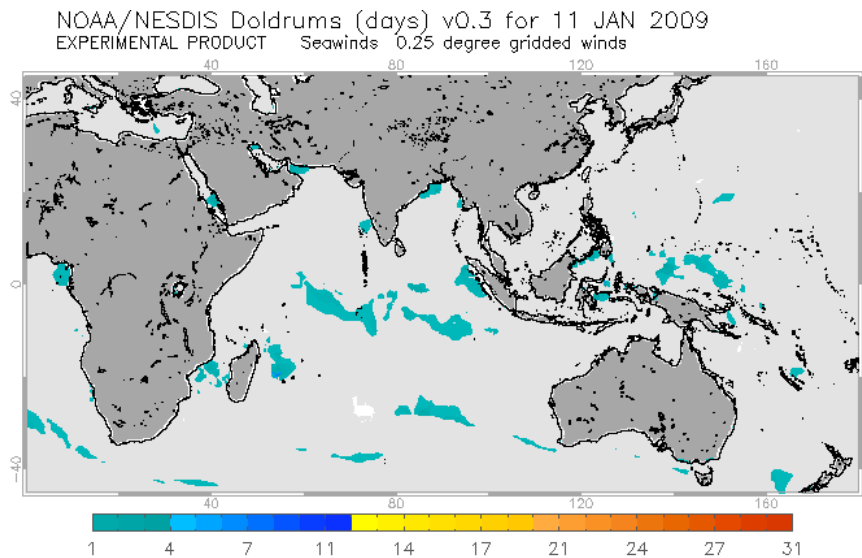 NOAA/NESDIS Doldrums (days) v0.3 for 11 JAN 2009
EXPERIMENTAL PRODUCT Seawinds 0.25 degree gridded winds
40 80 120 160
40
0
-40
40 80 120 160
1 4 7 11 14 17 21 24 27 31